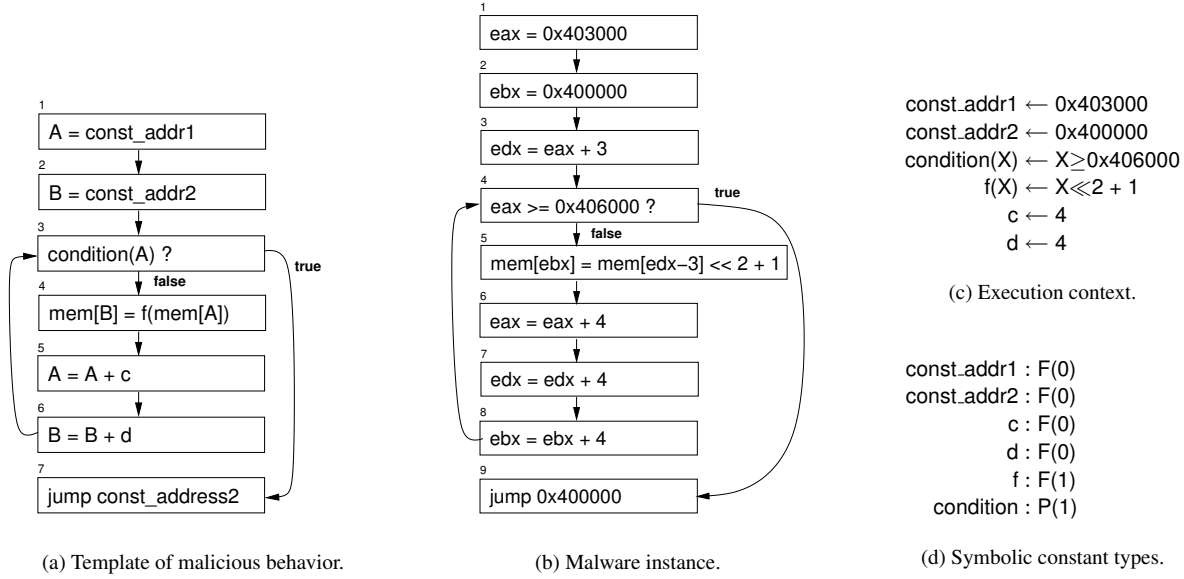 1
A = const_addr1
2
B = const_addr2
3
condition(A) ?
true
false
4
mem[B] = f(mem[A])
5
A = A + c
6
B = B + d
7
jump const_address2
(a) Template of malicious behavior.
1
eax = 0x403000
2
ebx = 0x400000
3
edx = eax + 3
4
eax >= 0x406000 ?
true
false
5
mem[ebx] = mem[edx−3] << 2 + 1
6
eax = eax + 4
7
edx = edx + 4
8
ebx = ebx + 4
9
jump 0x400000
(b) Malware instance.
const_addr1 ← 0x403000
const_addr2 ← 0x400000
condition(X) ← X≥0x406000
f(X) ← X≪2 + 1
c ← 4
d ← 4
(c) Execution context.
const_addr1 : F(0)
const_addr2 : F(0)
c : F(0)
d : F(0)
f : F(1)
condition : P(1)
(d) Symbolic constant types.